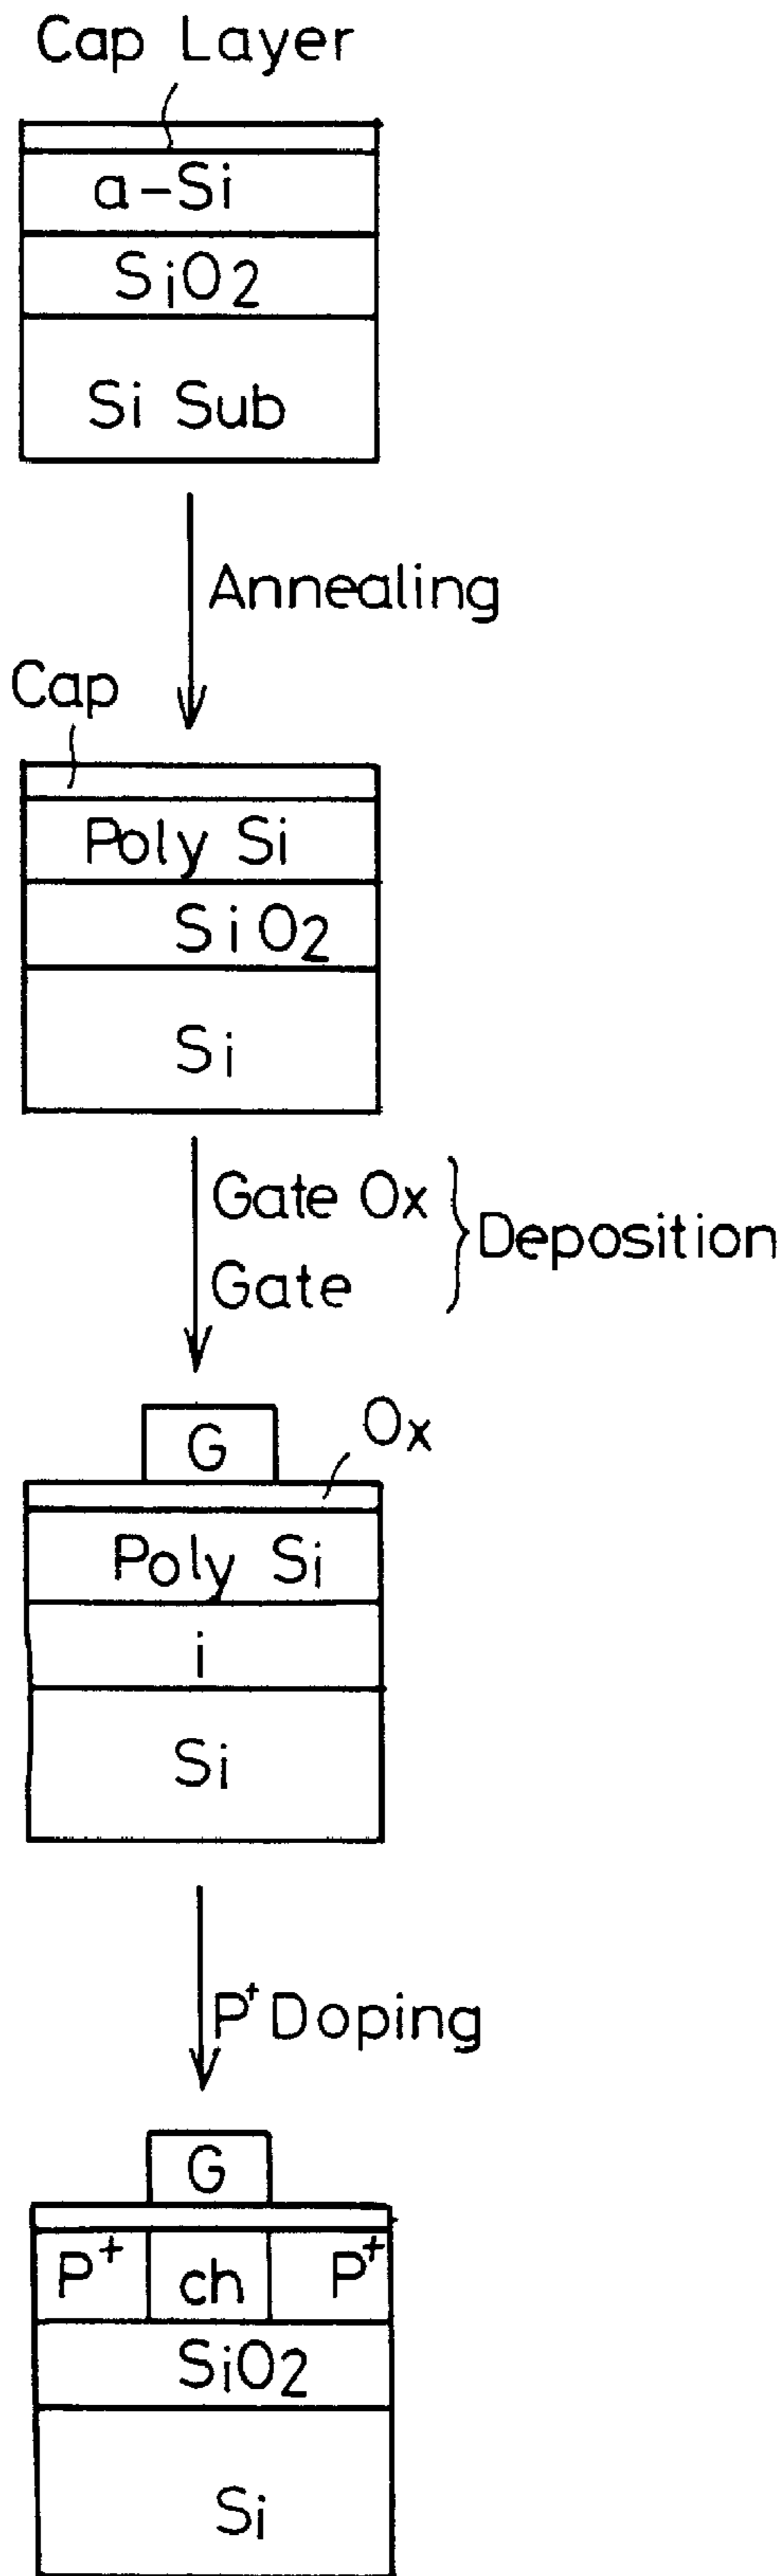 Cap Layer
a-Si
SiO2
Si Sub
Annealing
Cap
Poly Si
SiO2
Si
Gate Ox
Gate
Deposition
G
Ox
Poly Si
i
Si
P+ Doping
G
P+ ch P+
SiO2
Si